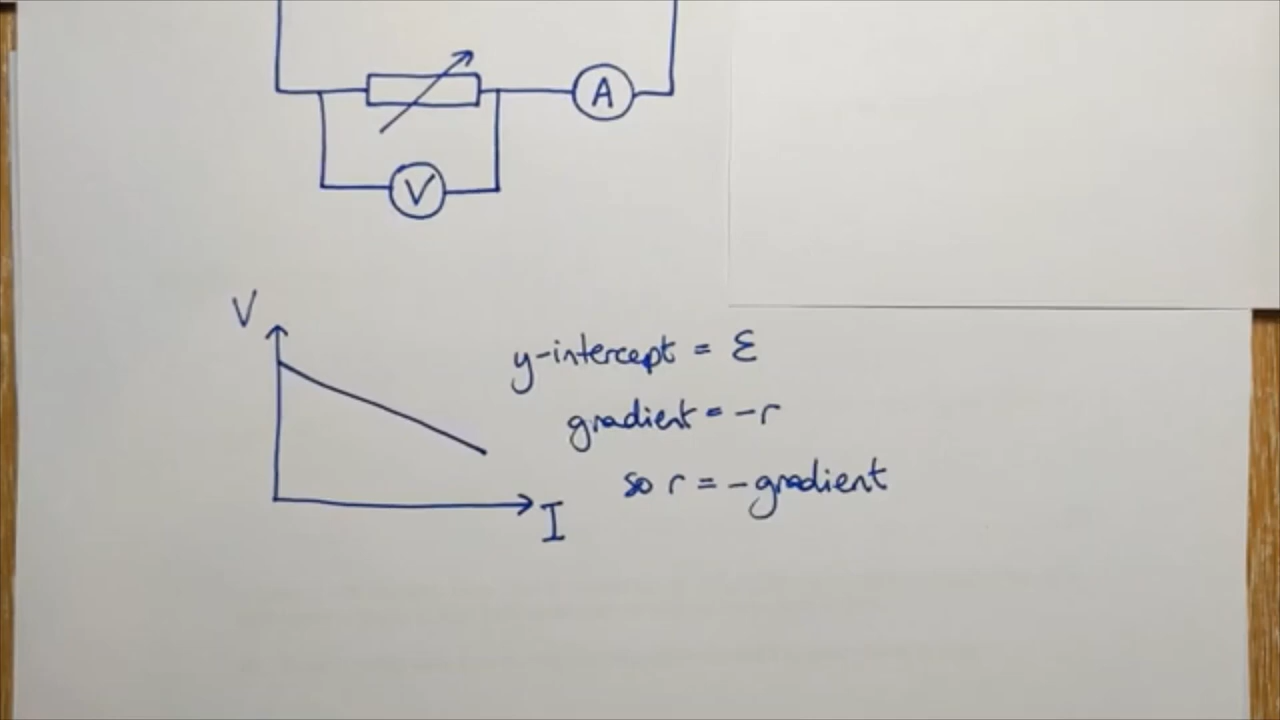 A
V
V
y-intercept = ε
gradient = -r
so r = -gradient
I